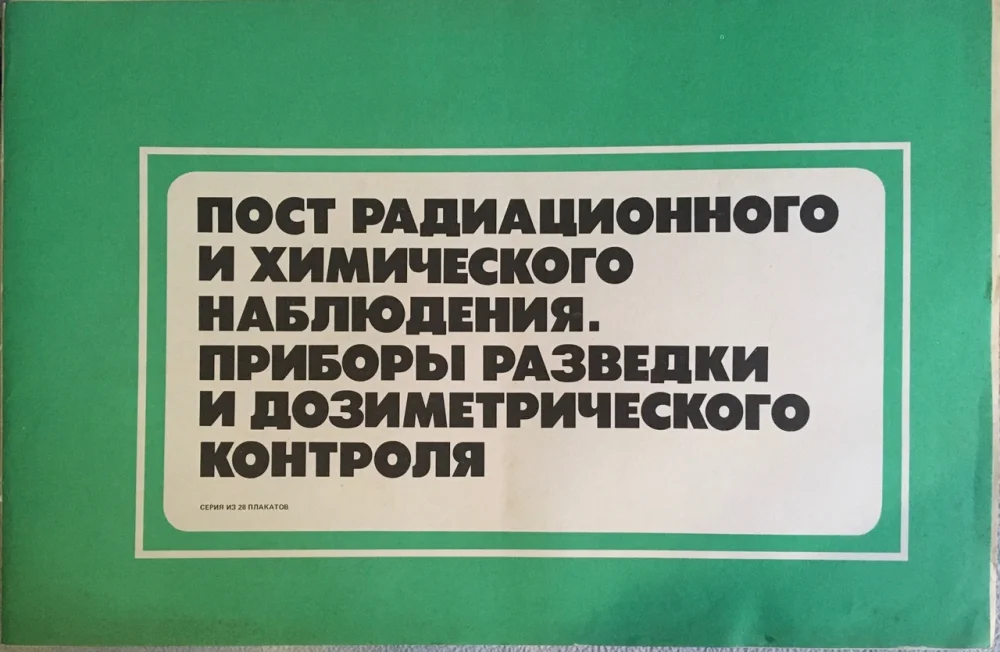 ПОСТ РАДИАЦИОННОГО
И ХИМИЧЕСКОГО
НАБЛЮДЕНИЯ.
ПРИБОРЫ РАЗВЕДКИ
И ДОЗИМЕТРИЧЕСКОГО
КОНТРОЛЯ
СЕРИЯ ИЗ 28 ПЛАКАТОВ